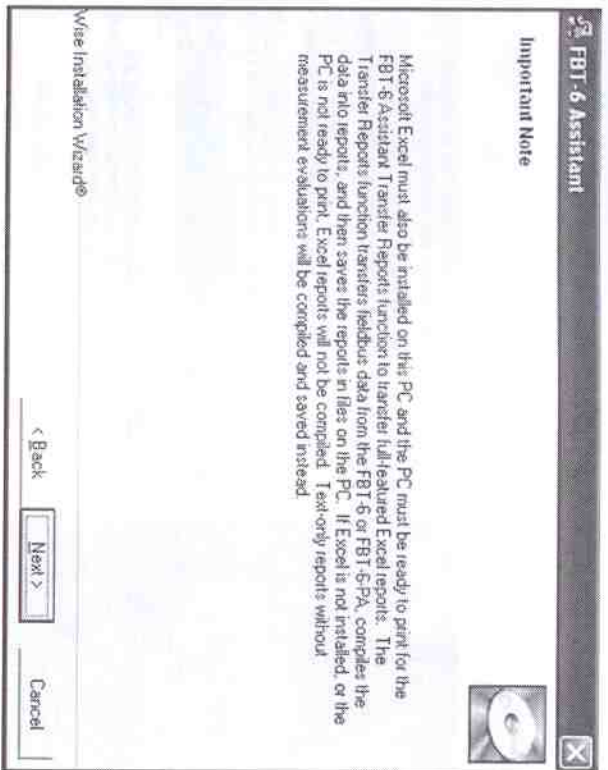 FBT-6 Assistant
Important Note
Microsoft Excel must also be installed on this PC and the PC must be ready to print for the
FBT-6 Assistant Transfer Reports function to transfer full-featured Excel reports. The
Transfer Reports function transfers fieldbus data from the FBT-6 or FBT-6-PA, compiles the
data into reports, and then saves the reports in files on the PC. If Excel is not installed, or the
PC is not ready to print, Excel reports will not be compiled. Text-only reports without
measurement evaluations will be compiled and saved instead.
Wise Installation Wizard®
< Back Next > Cancel